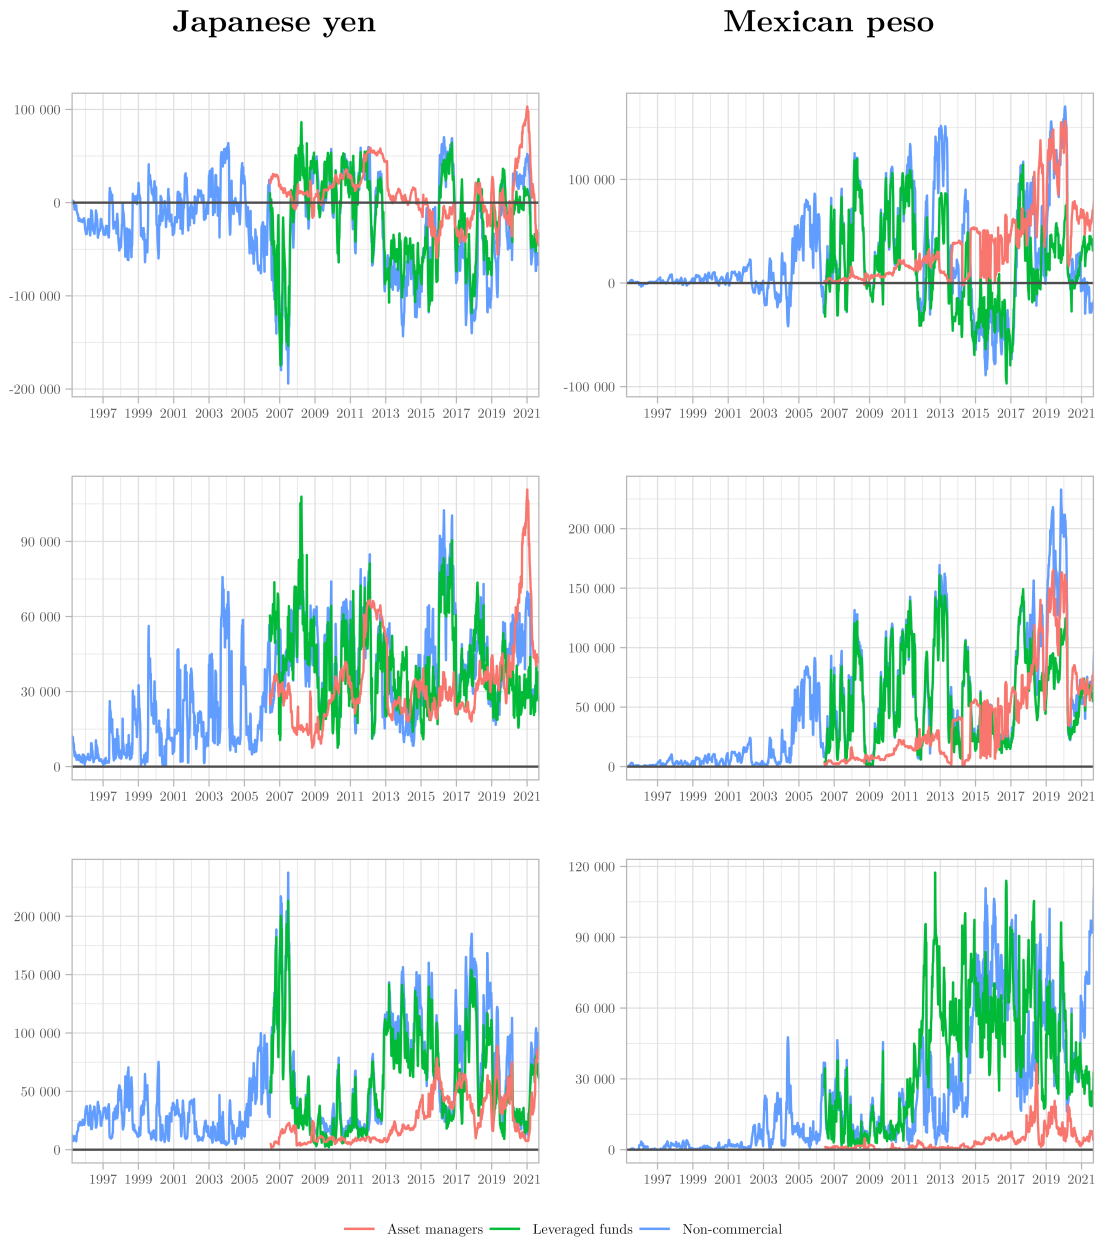 Japanese yen
Mexican peso
100 000
0
-100 000
-200 000
1997 1999 2001 2003 2005 2007 2009 2011 2013 2015 2017 2019 2021
100 000
0
-100 000
1997 1999 2001 2003 2005 2007 2009 2011 2013 2015 2017 2019 2021
90 000
60 000
30 000
0
1997 1999 2001 2003 2005 2007 2009 2011 2013 2015 2017 2019 2021
200 000
150 000
100 000
50 000
0
1997 1999 2001 2003 2005 2007 2009 2011 2013 2015 2017 2019 2021
200 000
150 000
100 000
50 000
0
1997 1999 2001 2003 2005 2007 2009 2011 2013 2015 2017 2019 2021
120 000
90 000
60 000
30 000
0
1997 1999 2001 2003 2005 2007 2009 2011 2013 2015 2017 2019 2021
Asset managers Leveraged funds Non-commercial